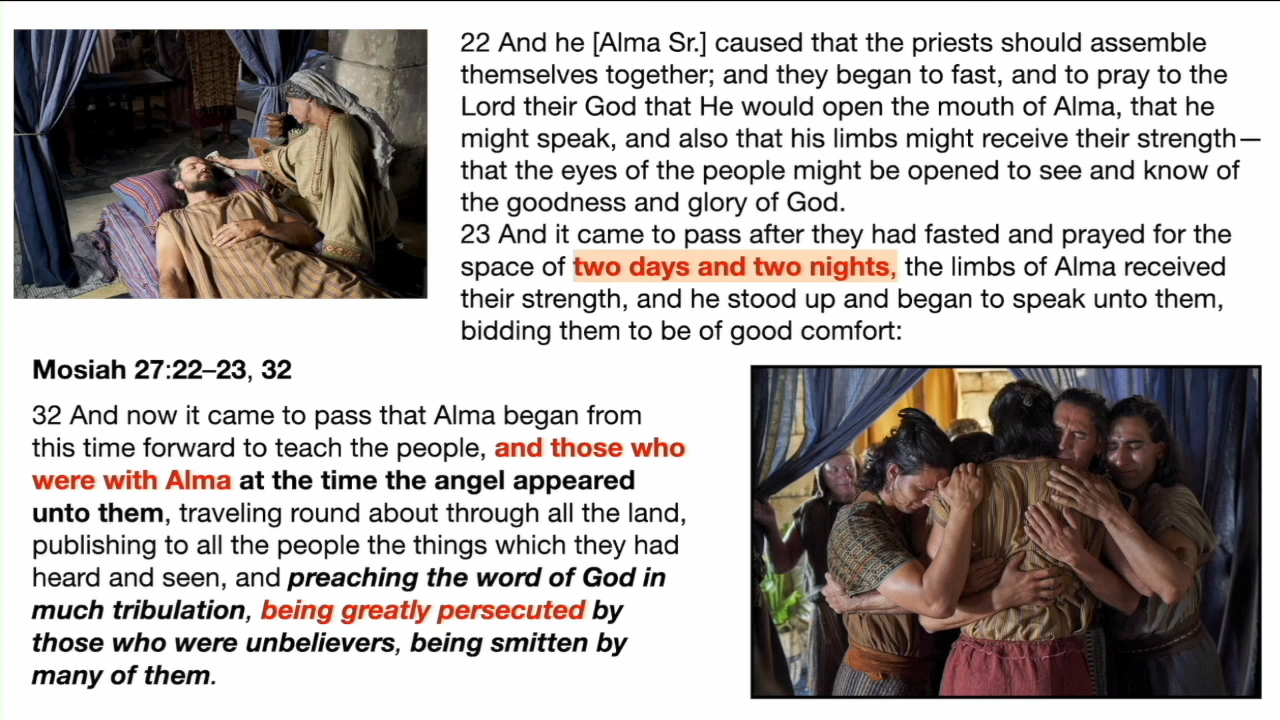 22 And he [Alma Sr.] caused that the priests should assemble
themselves together; and they began to fast, and to pray to the
Lord their God that He would open the mouth of Alma, that he
might speak, and also that his limbs might receive their strength—
that the eyes of the people might be opened to see and know of
the goodness and glory of God.
23 And it came to pass after they had fasted and prayed for the
space of two days and two nights, the limbs of Alma received
their strength, and he stood up and began to speak unto them,
bidding them to be of good comfort:
Mosiah 27:22–23, 32
32 And now it came to pass that Alma began from
this time forward to teach the people, and those who
were with Alma at the time the angel appeared
unto them, traveling round about through all the land,
publishing to all the people the things which they had
heard and seen, and preaching the word of God in
much tribulation, being greatly persecuted by
those who were unbelievers, being smitten by
many of them.